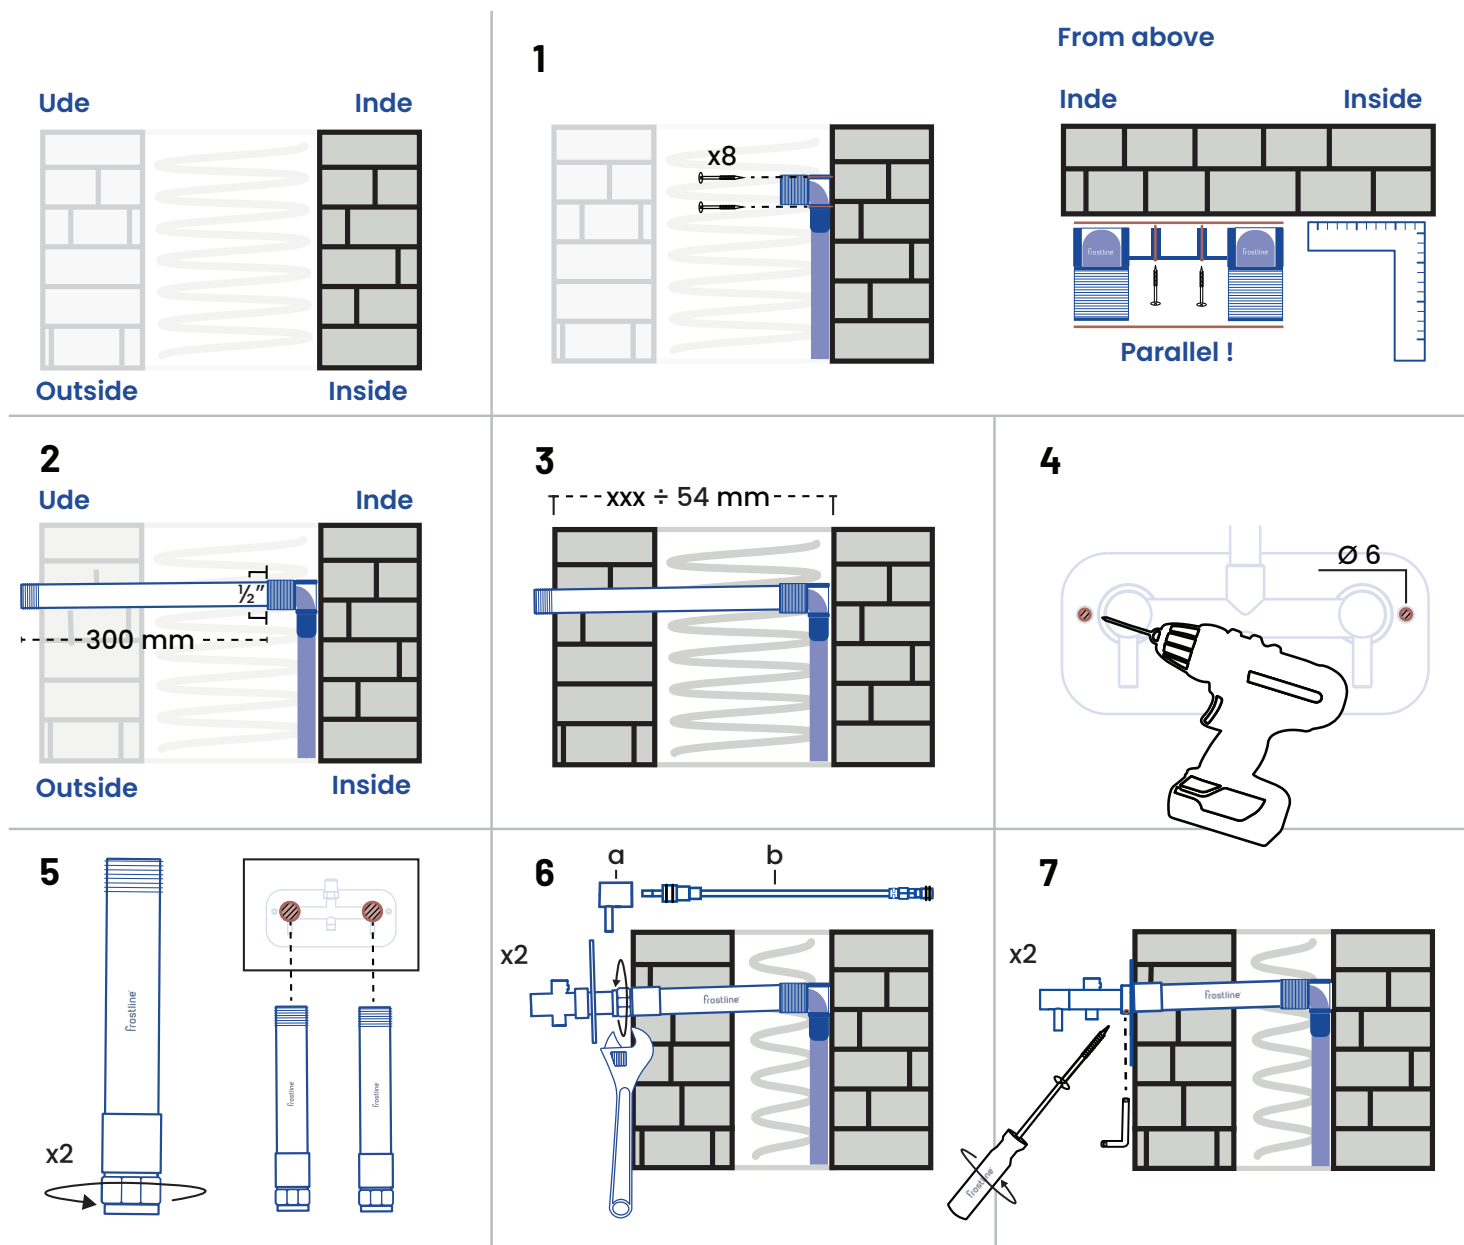 Ude
Inde
Outside
Inside
1
x8
From above
Inde
Inside
frostline
frostline
Parallel !
2
Ude
Inde
½”
300 mm
Outside
Inside
3
xxx ÷ 54 mm
4
Ø 6
5
frostline
frostline
frostline
x2
6
a
b
x2
frostline
7
x2
frostline
frostline